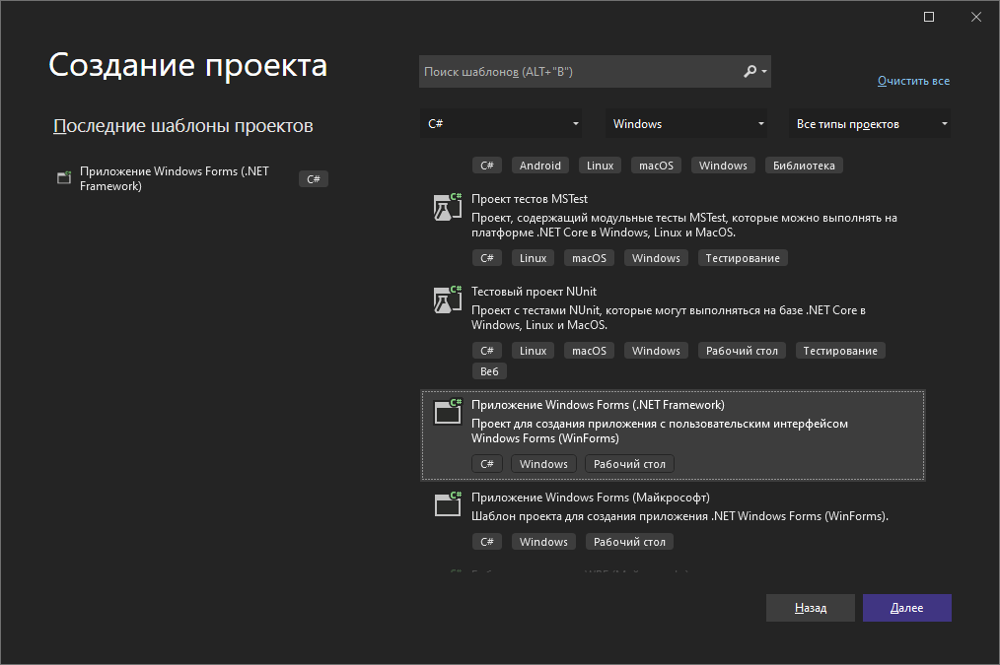 Создание проекта
Поиск шаблонов (ALT+"B")
Очистить все
Последние шаблоны проектов
C#
Windows
Все типы проектов
Приложение Windows Forms (.NET
Framework)
C#
C# Android Linux macOS Windows Библиотека
Проект тестов MSTest
Проект, содержащий модульные тесты MSTest, которые можно выполнять на
платформе .NET Core в Windows, Linux и MacOS.
C# Linux macOS Windows Тестирование
Тестовый проект NUnit
Проект с тестами NUnit, которые могут выполняться на базе .NET Core в
Windows, Linux и MacOS.
C# Linux macOS Windows Рабочий стол Тестирование
Веб
Приложение Windows Forms (.NET Framework)
Проект для создания приложения с пользовательским интерфейсом
Windows Forms (WinForms)
C# Windows Рабочий стол
Приложение Windows Forms (Майкрософт)
Шаблон проекта для создания приложения .NET Windows Forms (WinForms).
C# Windows Рабочий стол
Назад
Далее